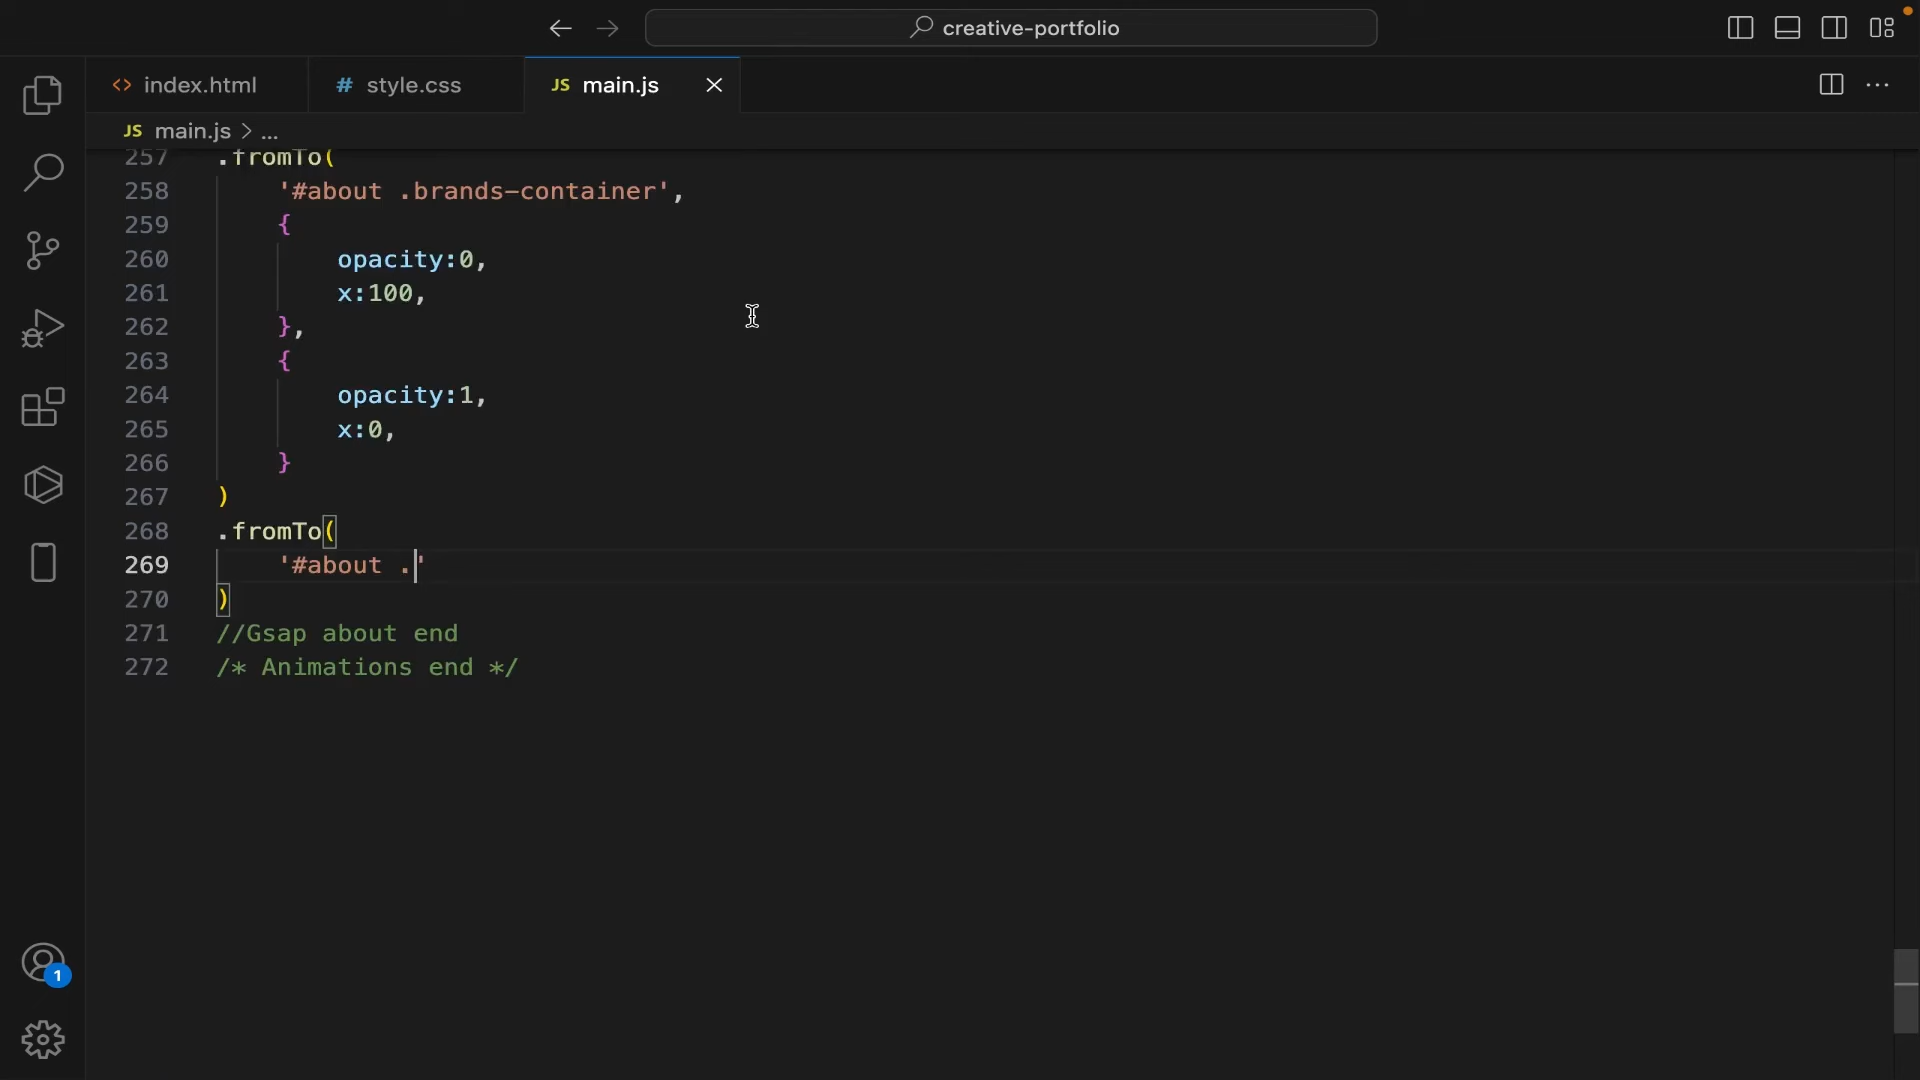 creative-portfolio
<> index.html
# style.css
JS main.js
JS main.js > ...
257 .fromTo(
258 '#about .brands-container',
259 {
260 opacity:0,
261 x:100,
262 },
263 {
264 opacity:1,
265 x:0,
266 }
267 )
268 .fromTo(
269 '#about .'
270 )
271 //Gsap about end
272 /* Animations end */
1